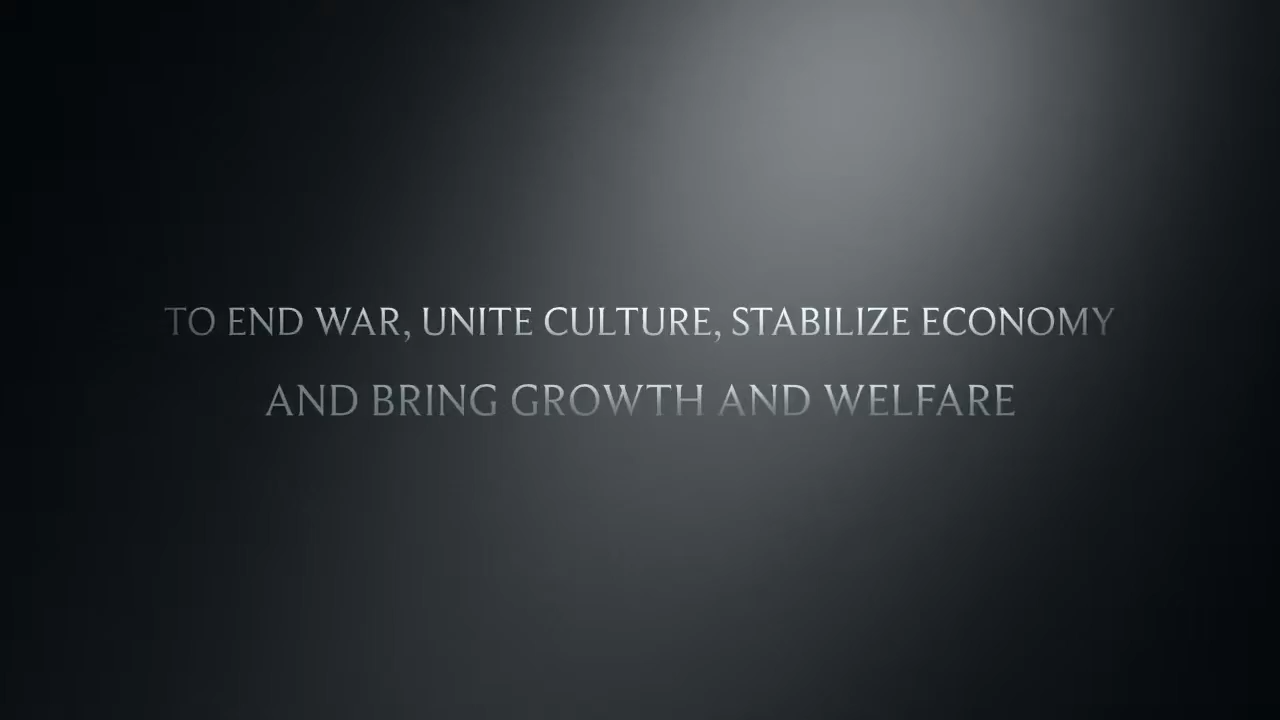 TO END WAR, UNITE CULTURE, STABILIZE ECONOMY
AND BRING GROWTH AND WELFARE